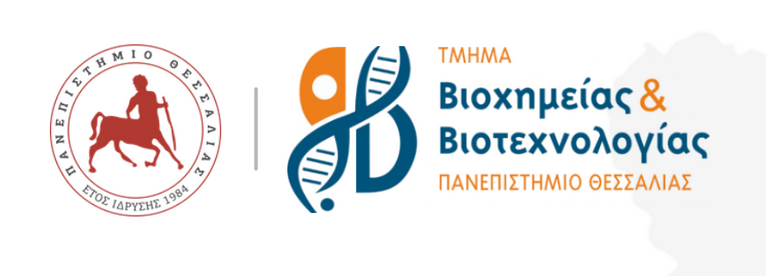 ΠΑΝΕΠΙΣΤΗΜΙΟ ΘΕΣΣΑΛΙΑΣ
ΕΤΟΣ ΙΔΡΥΣΗΣ 1984
ΤΜΗΜΑ
Βιοχημείας &
Βιοτεχνολογίας
ΠΑΝΕΠΙΣΤΗΜΙΟ ΘΕΣΣΑΛΙΑΣ